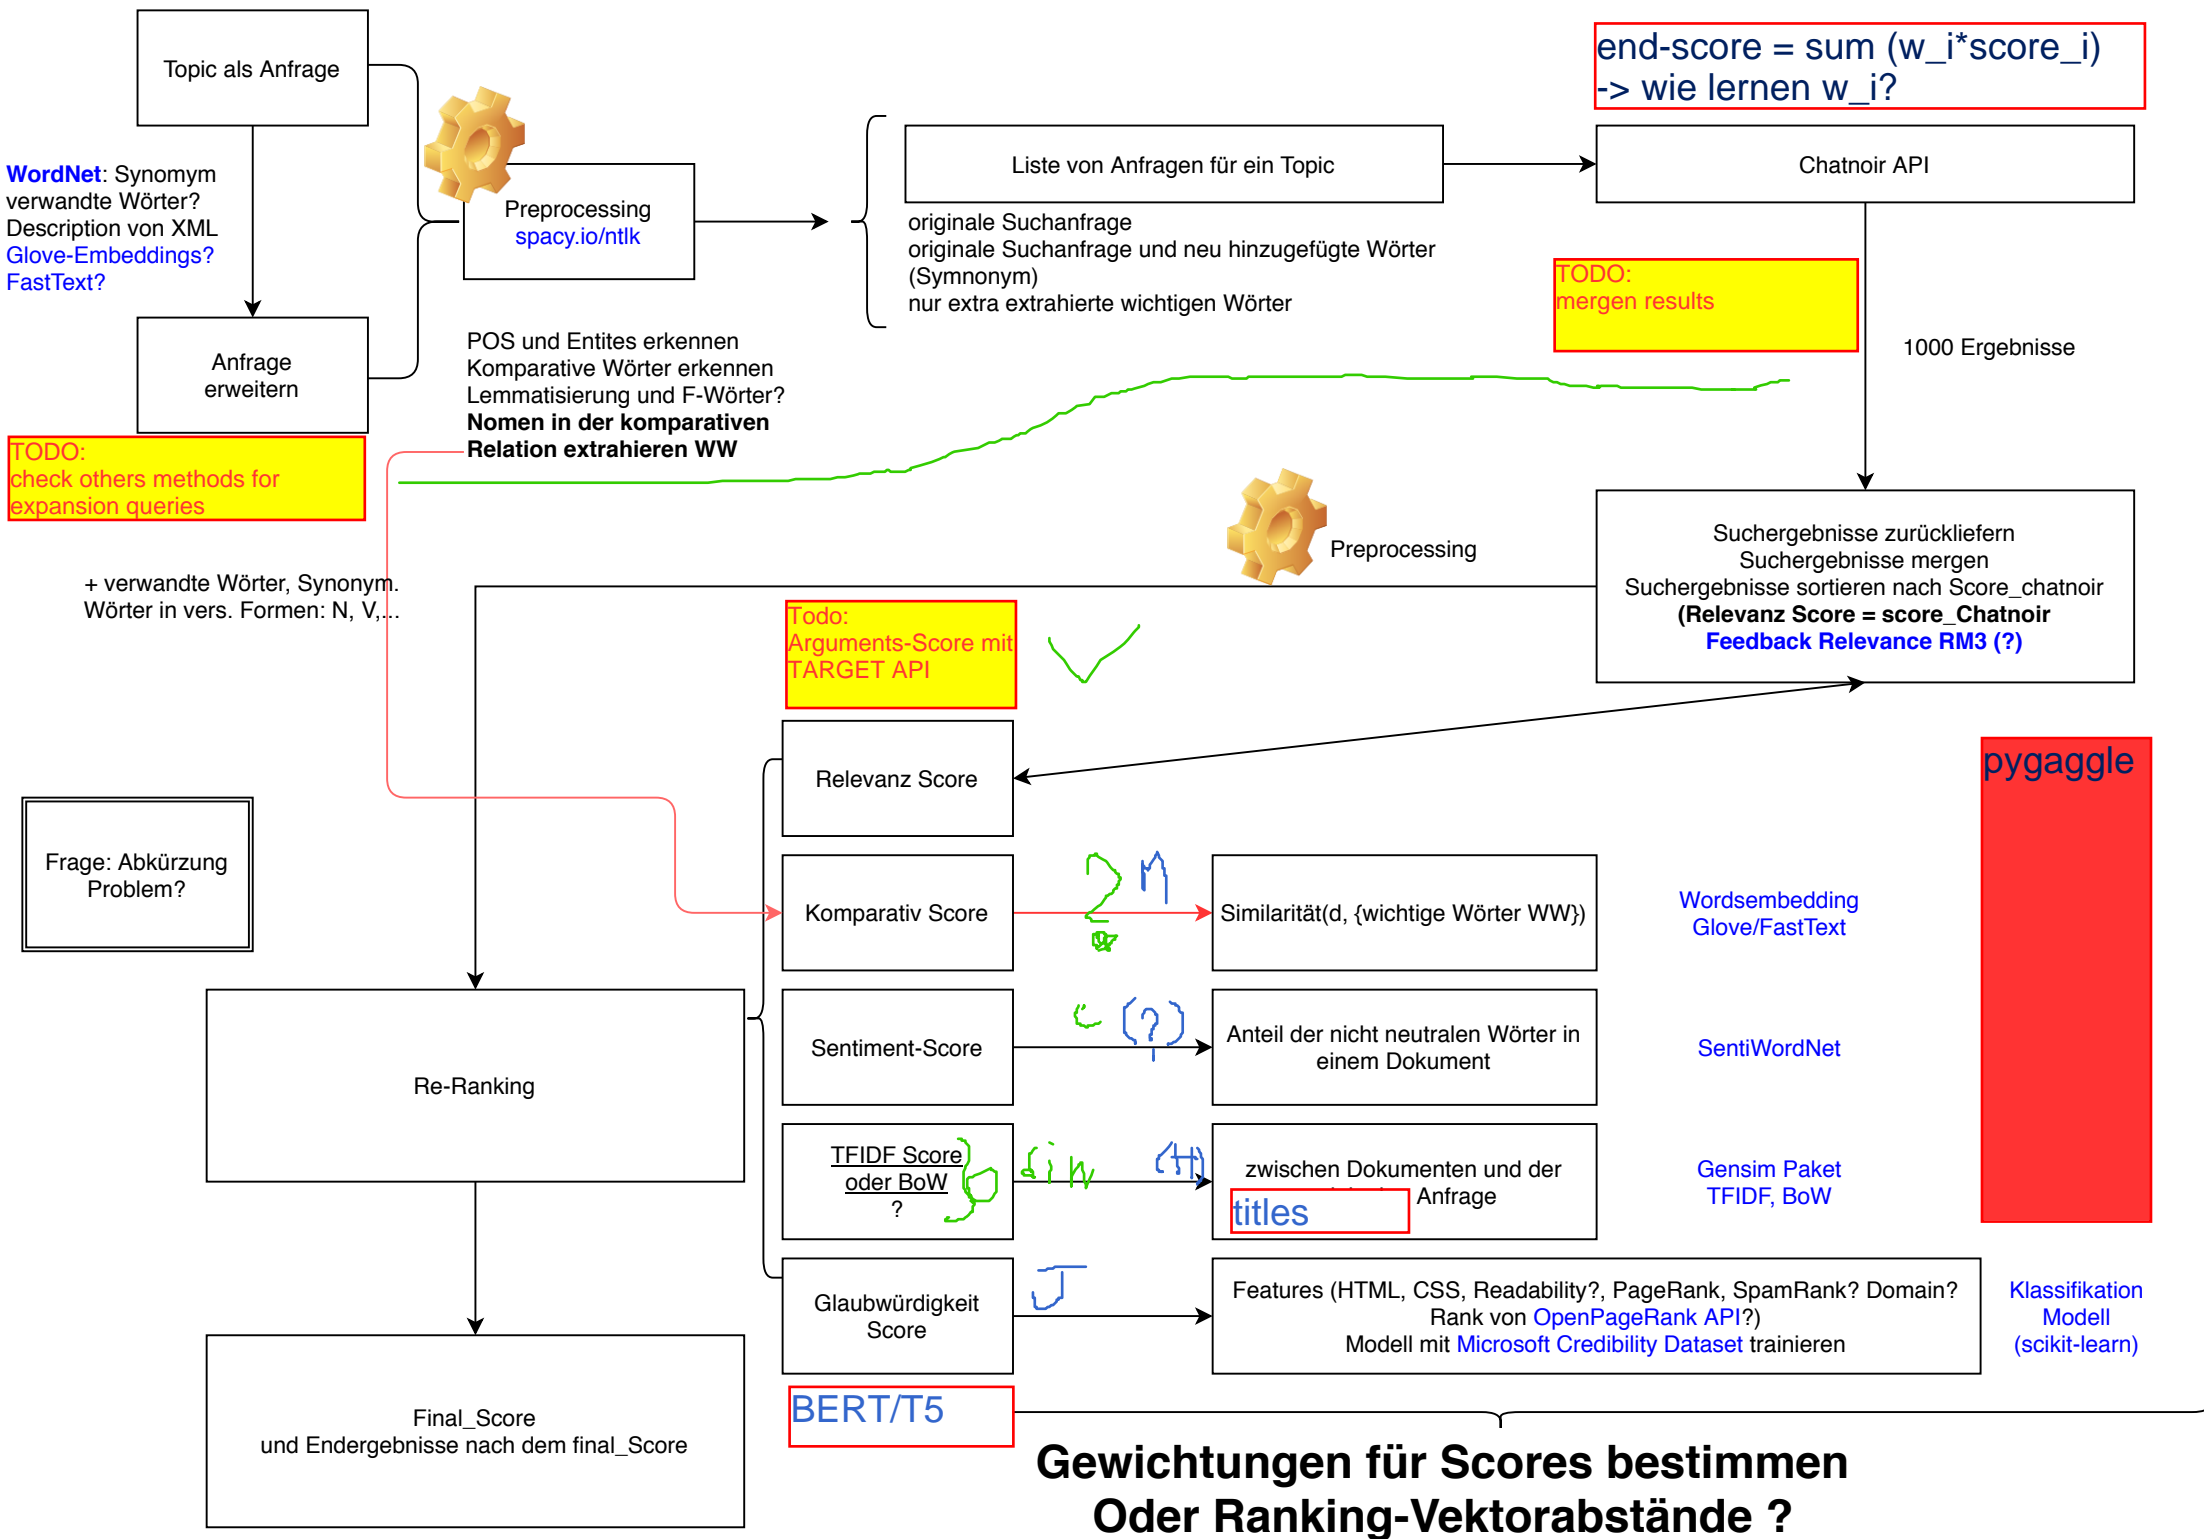 Topic als Anfrage
end-score = sum (w_i*score_i)
-> wie lernen w_i?
WordNet: Synomym
verwandte Wörter?
Description von XML
Glove-Embeddings?
FastText?
Preprocessing
spacy.io/ntlk
Liste von Anfragen für ein Topic
Chatnoir API
originale Suchanfrage
originale Suchanfrage und neu hinzugefügte Wörter
(Symnonym)
nur extra extrahierte wichtigen Wörter
TODO:
mergen results
1000 Ergebnisse
Anfrage
erweitern
POS und Entites erkennen
Komparative Wörter erkennen
Lemmatisierung und F-Wörter?
Nomen in der komparativen
Relation extrahieren WW
TODO:
check others methods for
expansion queries
+ verwandte Wörter, Synonym.
Wörter in vers. Formen: N, V,...
Preprocessing
Suchergebnisse zurückliefern
Suchergebnisse mergen
Suchergebnisse sortieren nach Score_chatnoir
(Relevanz Score = score_Chatnoir
Feedback Relevance RM3 (?)
Todo:
Arguments-Score mit
TARGET API
Relevanz Score
pygaggle
Frage: Abkürzung
Problem?
Komparativ Score
M
Similarität(d, {wichtige Wörter WW})
Wordsembedding
Glove/FastText
Sentiment-Score
(?)
Anteil der nicht neutralen Wörter in
einem Dokument
SentiWordNet
Re-Ranking
TFIDF Score
oder BoW
?
(H)
zwischen Dokumenten und der
Anfrage
titles
Gensim Paket
TFIDF, BoW
Glaubwürdigkeit
Score
J
Features (HTML, CSS, Readability?, PageRank, SpamRank? Domain?
Rank von OpenPageRank API?)
Modell mit Microsoft Credibility Dataset trainieren
Klassifikation
Modell
(scikit-learn)
Final_Score
und Endergebnisse nach dem final_Score
BERT/T5
Gewichtungen für Scores bestimmen
Oder Ranking-Vektorabstände ?